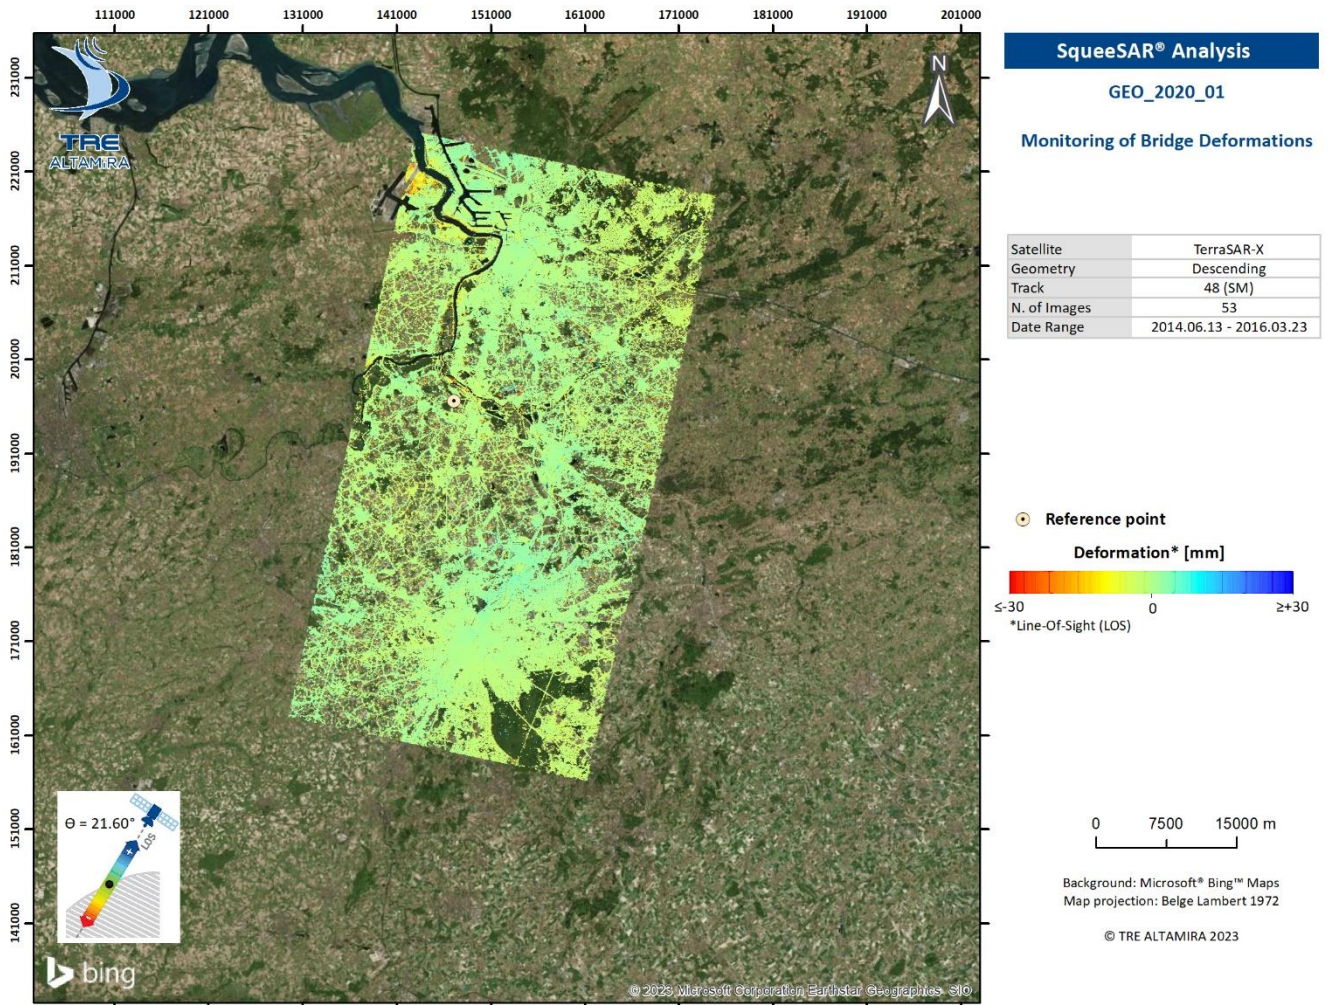 111000 121000 131000 141000 151000 161000 171000 181000 191000 201000
231000
221000
211000
201000
191000
181000
171000
161000
151000
141000
TRE
ALTAMIRA
N
Θ = 21.60°
LOS
+
-
bing
© 2023 Microsoft Corporation Earthstar Geographics SIO
SqueeSAR® Analysis
GEO_2020_01
Monitoring of Bridge Deformations
Satellite TerraSAR-X
Geometry Descending
Track 48 (SM)
N. of Images 53
Date Range 2014.06.13 - 2016.03.23
Reference point
Deformation* [mm]
≤-30 0 ≥+30
*Line-Of-Sight (LOS)
0 7500 15000 m
Background: Microsoft® Bing™ Maps
Map projection: Belge Lambert 1972
© TRE ALTAMIRA 2023